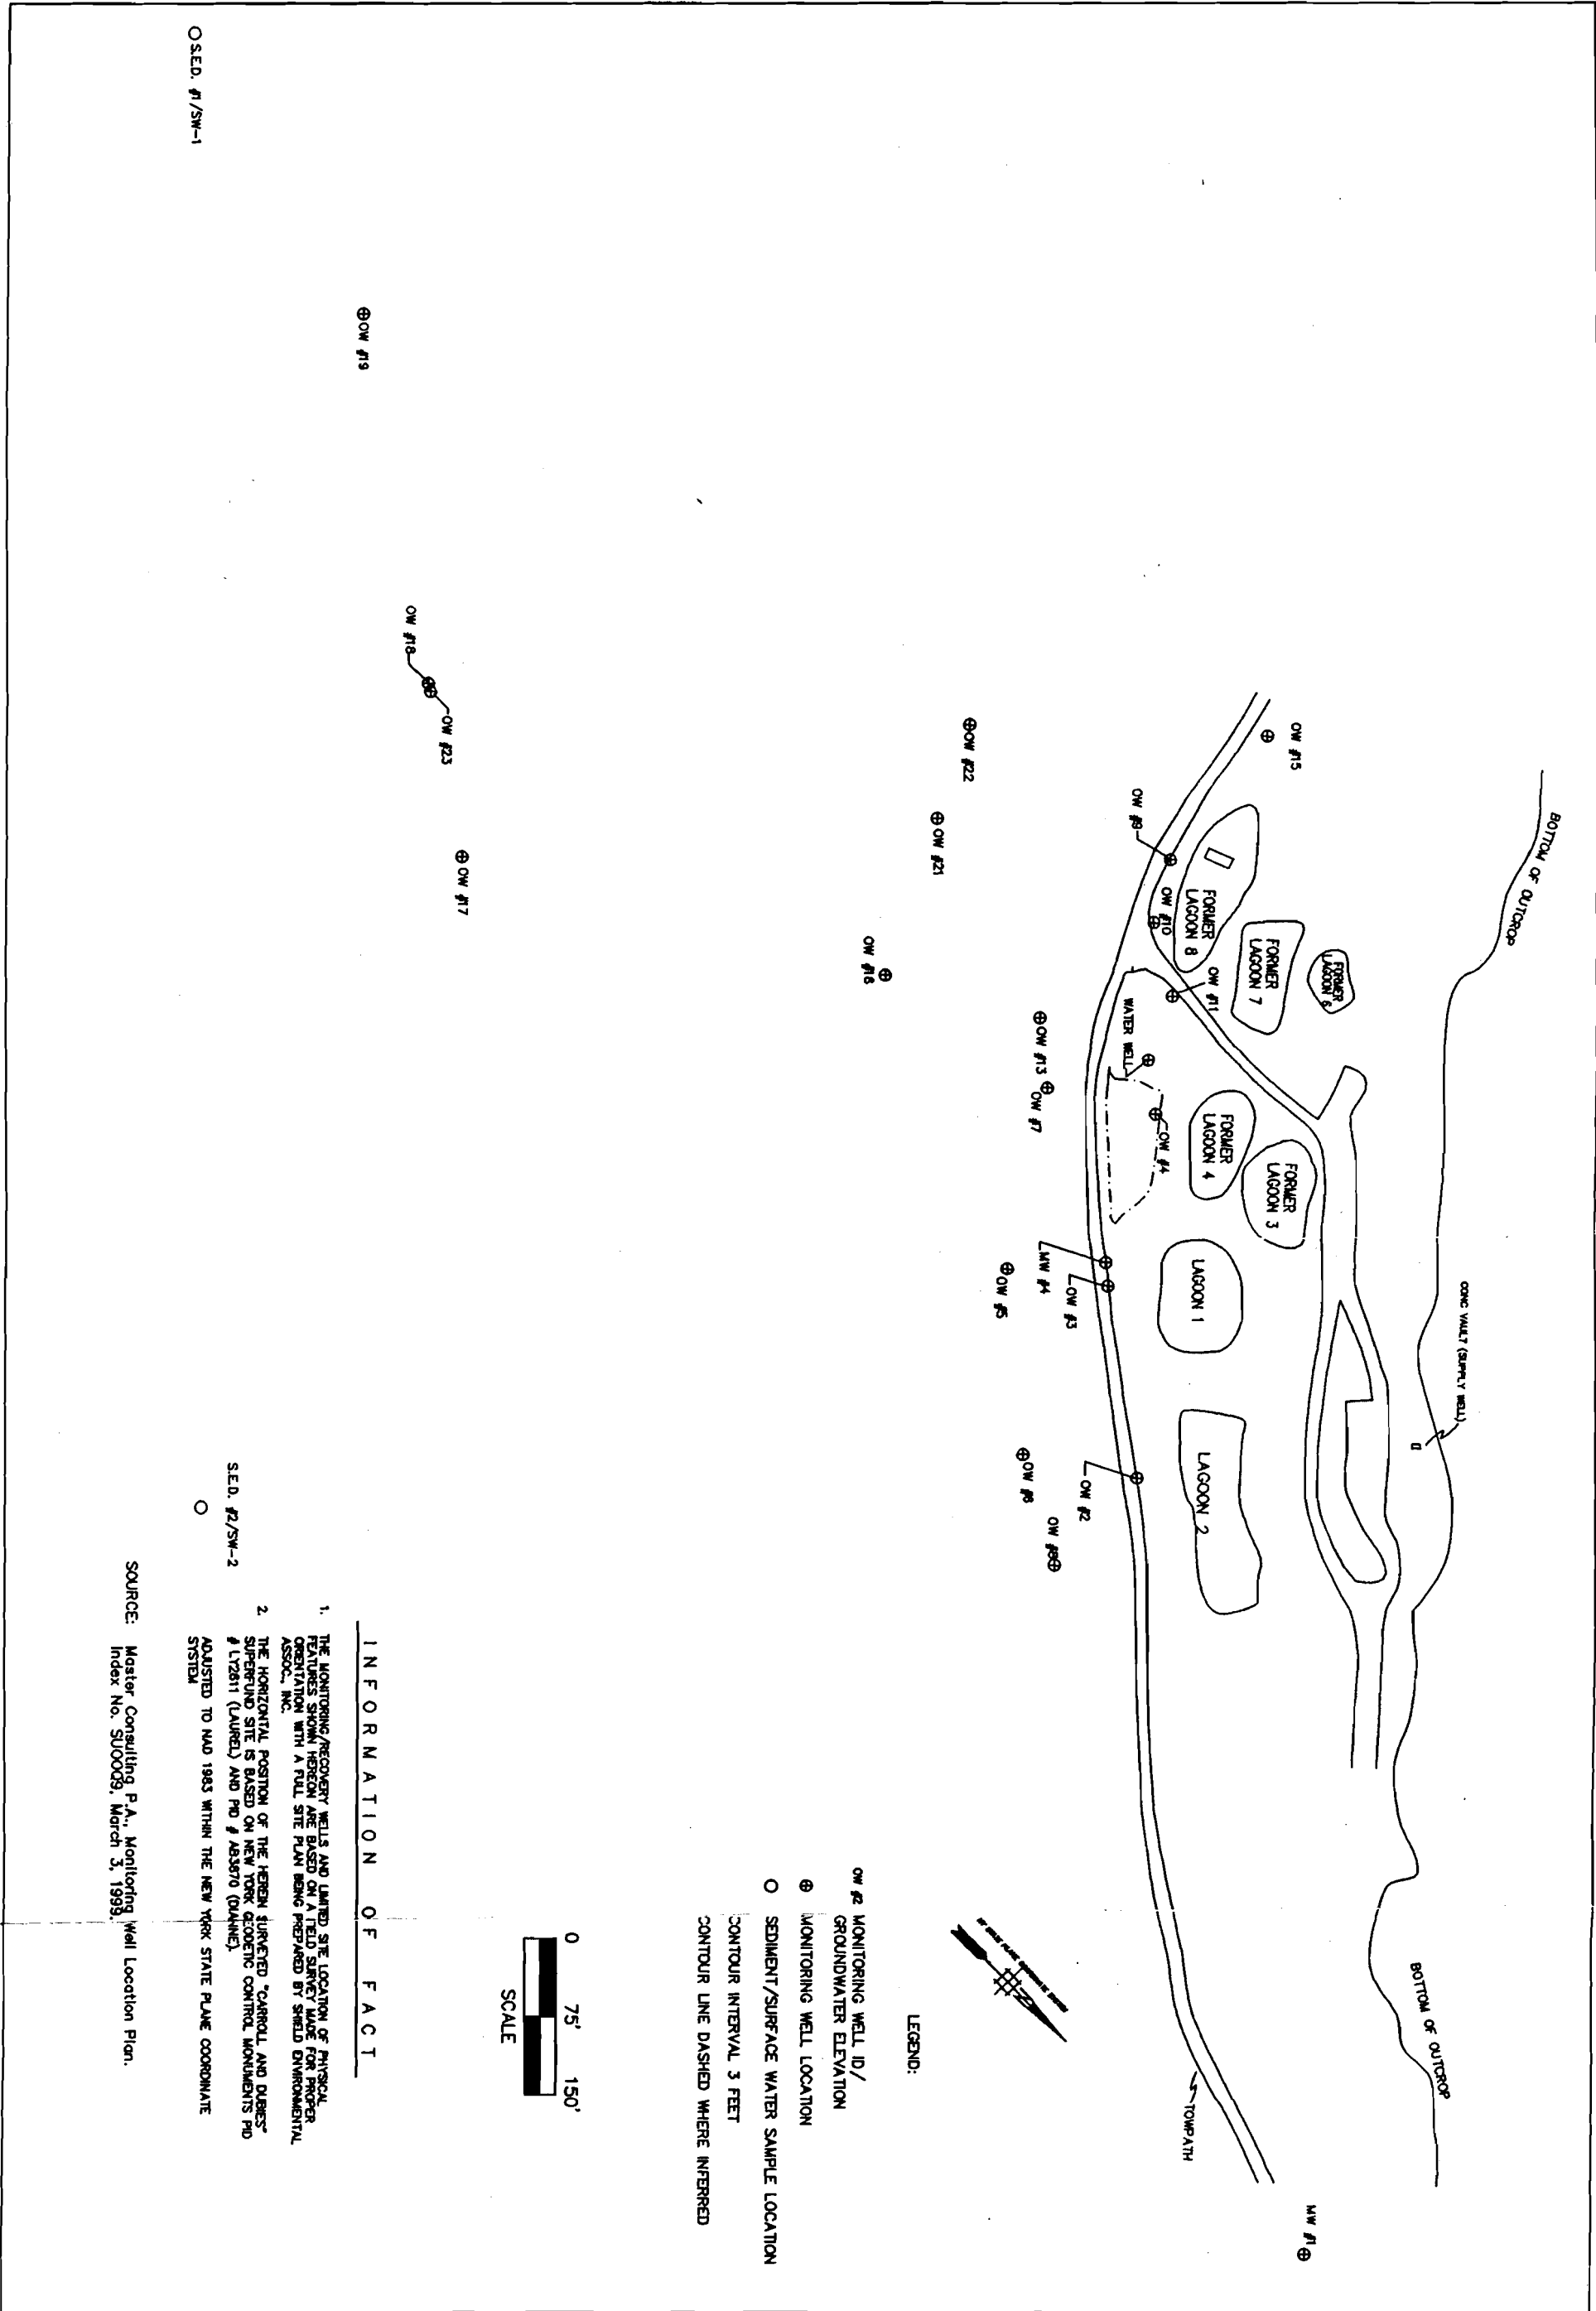 BOTTOM OF OUTCROP
CONC VAULT (SUPPLY WELL)
BOTTOM OF OUTCROP
OW #15
FORMER
LAGOON 6
FORMER
LAGOON 7
FORMER
LAGOON 8
OW #9
OW #10
OW #11
WATER WELL
OW #4
FORMER
LAGOON 4
FORMER
LAGOON 3
LAGOON 1
LAGOON 2
MW #1
TOWPATH
OW #22
OW #21
OW #16
OW #13
OW #7
MW #4
OW #3
OW #5
OW #2
OW #6
OW #8
OW #17
OW #18
OW #23
OW #19
S.E.D. #1/SW-1
S.E.D. #2/SW-2
LEGEND:
OW #2 MONITORING WELL ID/
GROUNDWATER ELEVATION
MONITORING WELL LOCATION
SEDIMENT/SURFACE WATER SAMPLE LOCATION
CONTOUR INTERVAL 3 FEET
CONTOUR LINE DASHED WHERE INFERRED
0 75' 150'
SCALE
INFORMATION OF FACT
1. THE MONITORING/RECOVERY WELLS AND LIMITED SITE LOCATION OF PHYSICAL
FEATURES SHOWN HEREON ARE BASED ON A FIELD SURVEY MADE FOR PROPER
ORIENTATION WITH A FULL SITE PLAN BEING PREPARED BY SHIELD ENVIRONMENTAL
ASSOC., INC.
2. THE HORIZONTAL POSITION OF THE HEREIN SURVEYED "CARROLL AND DUBIES"
SUPERFUND SITE IS BASED ON NEW YORK GEODETIC CONTROL MONUMENTS PID
# LY2611 (LAUREL) AND PID # AB3870 (DIANNE).
ADJUSTED TO NAD 1983 WITHIN THE NEW YORK STATE PLANE COORDINATE
SYSTEM
SOURCE: Master Consulting P.A., Monitoring Well Location Plan.
Index No. SU00Q9, March 3, 1999.